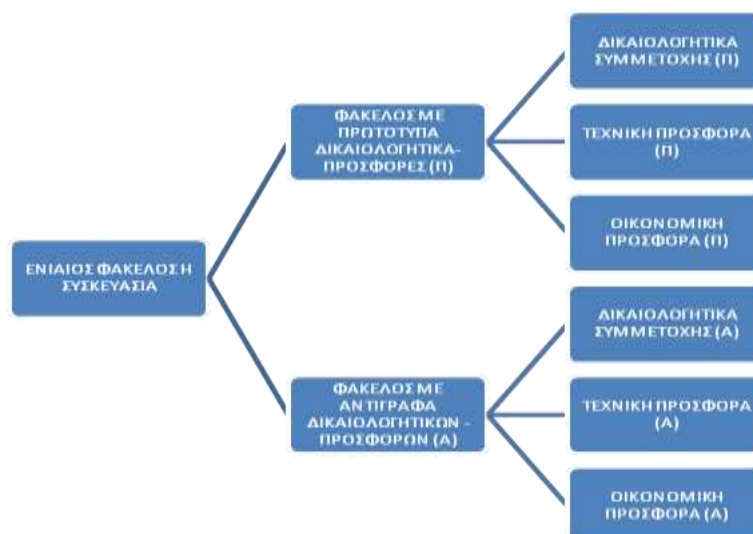 ΕΝΙΑΙΟΣ ΦΑΚΕΛΟΣ Η
ΣΥΣΚΕΥΑΣΙΑ
ΦΑΚΕΛΟΣ ΜΕ
ΠΡΩΤΟΤΥΠΑ
ΔΙΚΑΙΟΛΟΓΗΤΙΚΑ-
ΠΡΟΣΦΟΡΕΣ (Π)
ΔΙΚΑΙΟΛΟΓΗΤΙΚΑ
ΣΥΜΜΕΤΟΧΗΣ (Π)
ΤΕΧΝΙΚΗ ΠΡΟΣΦΟΡΑ
(Π)
ΟΙΚΟΝΟΜΙΚΗ
ΠΡΟΣΦΟΡΑ (Π)
ΦΑΚΕΛΟΣ ΜΕ
ΑΝΤΙΓΡΑΦΑ
ΔΙΚΑΙΟΛΟΓΗΤΙΚΩΝ -
ΠΡΟΣΦΟΡΩΝ (Α)
ΔΙΚΑΙΟΛΟΓΗΤΙΚΑ
ΣΥΜΜΕΤΟΧΗΣ (Α)
ΤΕΧΝΙΚΗ ΠΡΟΣΦΟΡΑ
(Α)
ΟΙΚΟΝΟΜΙΚΗ
ΠΡΟΣΦΟΡΑ (Α)